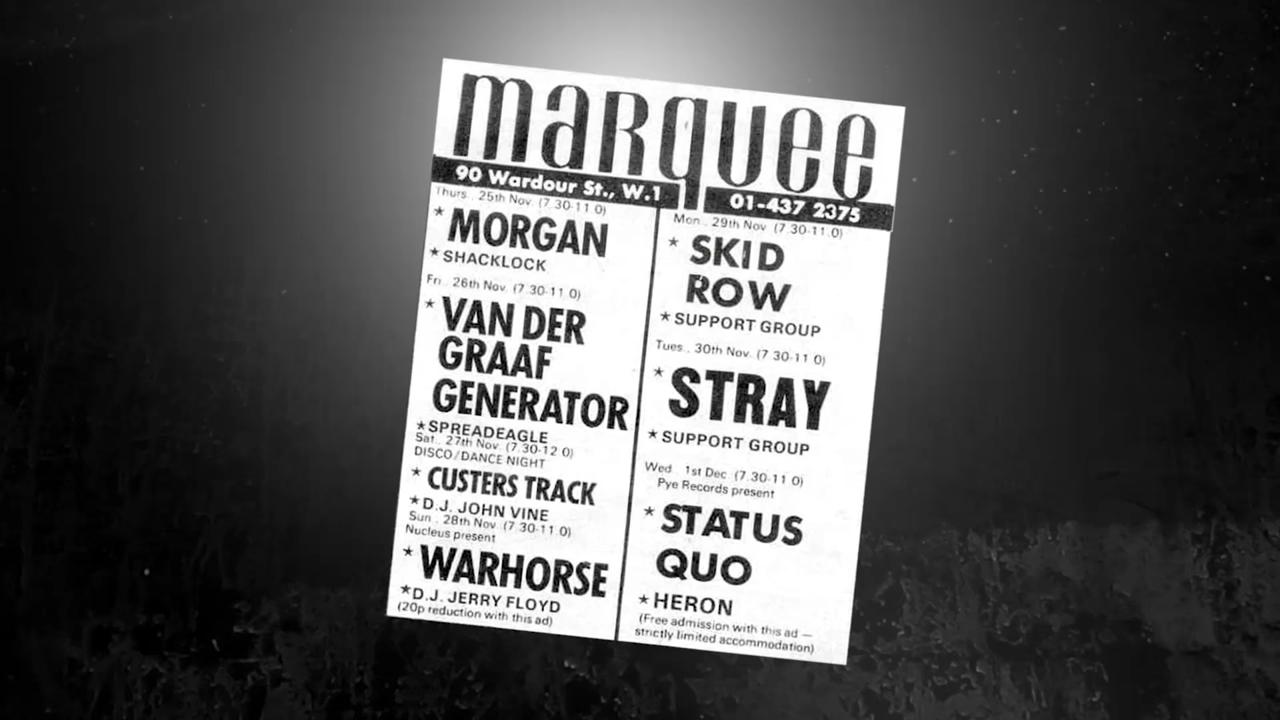 marquee
90 Wardour St., W.1
01-437 2375
Thurs. 25th Nov. (7.30-11.0)
* MORGAN
* SHACKLOCK
Fri.. 26th Nov. (7.30-11.0)
* VAN DER
GRAAF
GENERATOR
* SPREADEAGLE
Sat.. 27th Nov. (7.30-12.0)
DISCO/DANCE NIGHT
* CUSTERS TRACK
* D.J. JOHN VINE
Sun.. 28th Nov. (7.30-11.0)
Nucleus present
* WARHORSE
* D.J. JERRY FLOYD
(20p reduction with this ad)
Mon.. 29th Nov (7.30-11.0)
* SKID
ROW
* SUPPORT GROUP
Tues.. 30th Nov. (7.30-11.0)
* STRAY
* SUPPORT GROUP
Wed.. 1st Dec. (7.30-11.0)
Pye Records present
* STATUS
QUO
* HERON
(Free admission with this ad —
strictly limited accommodation)